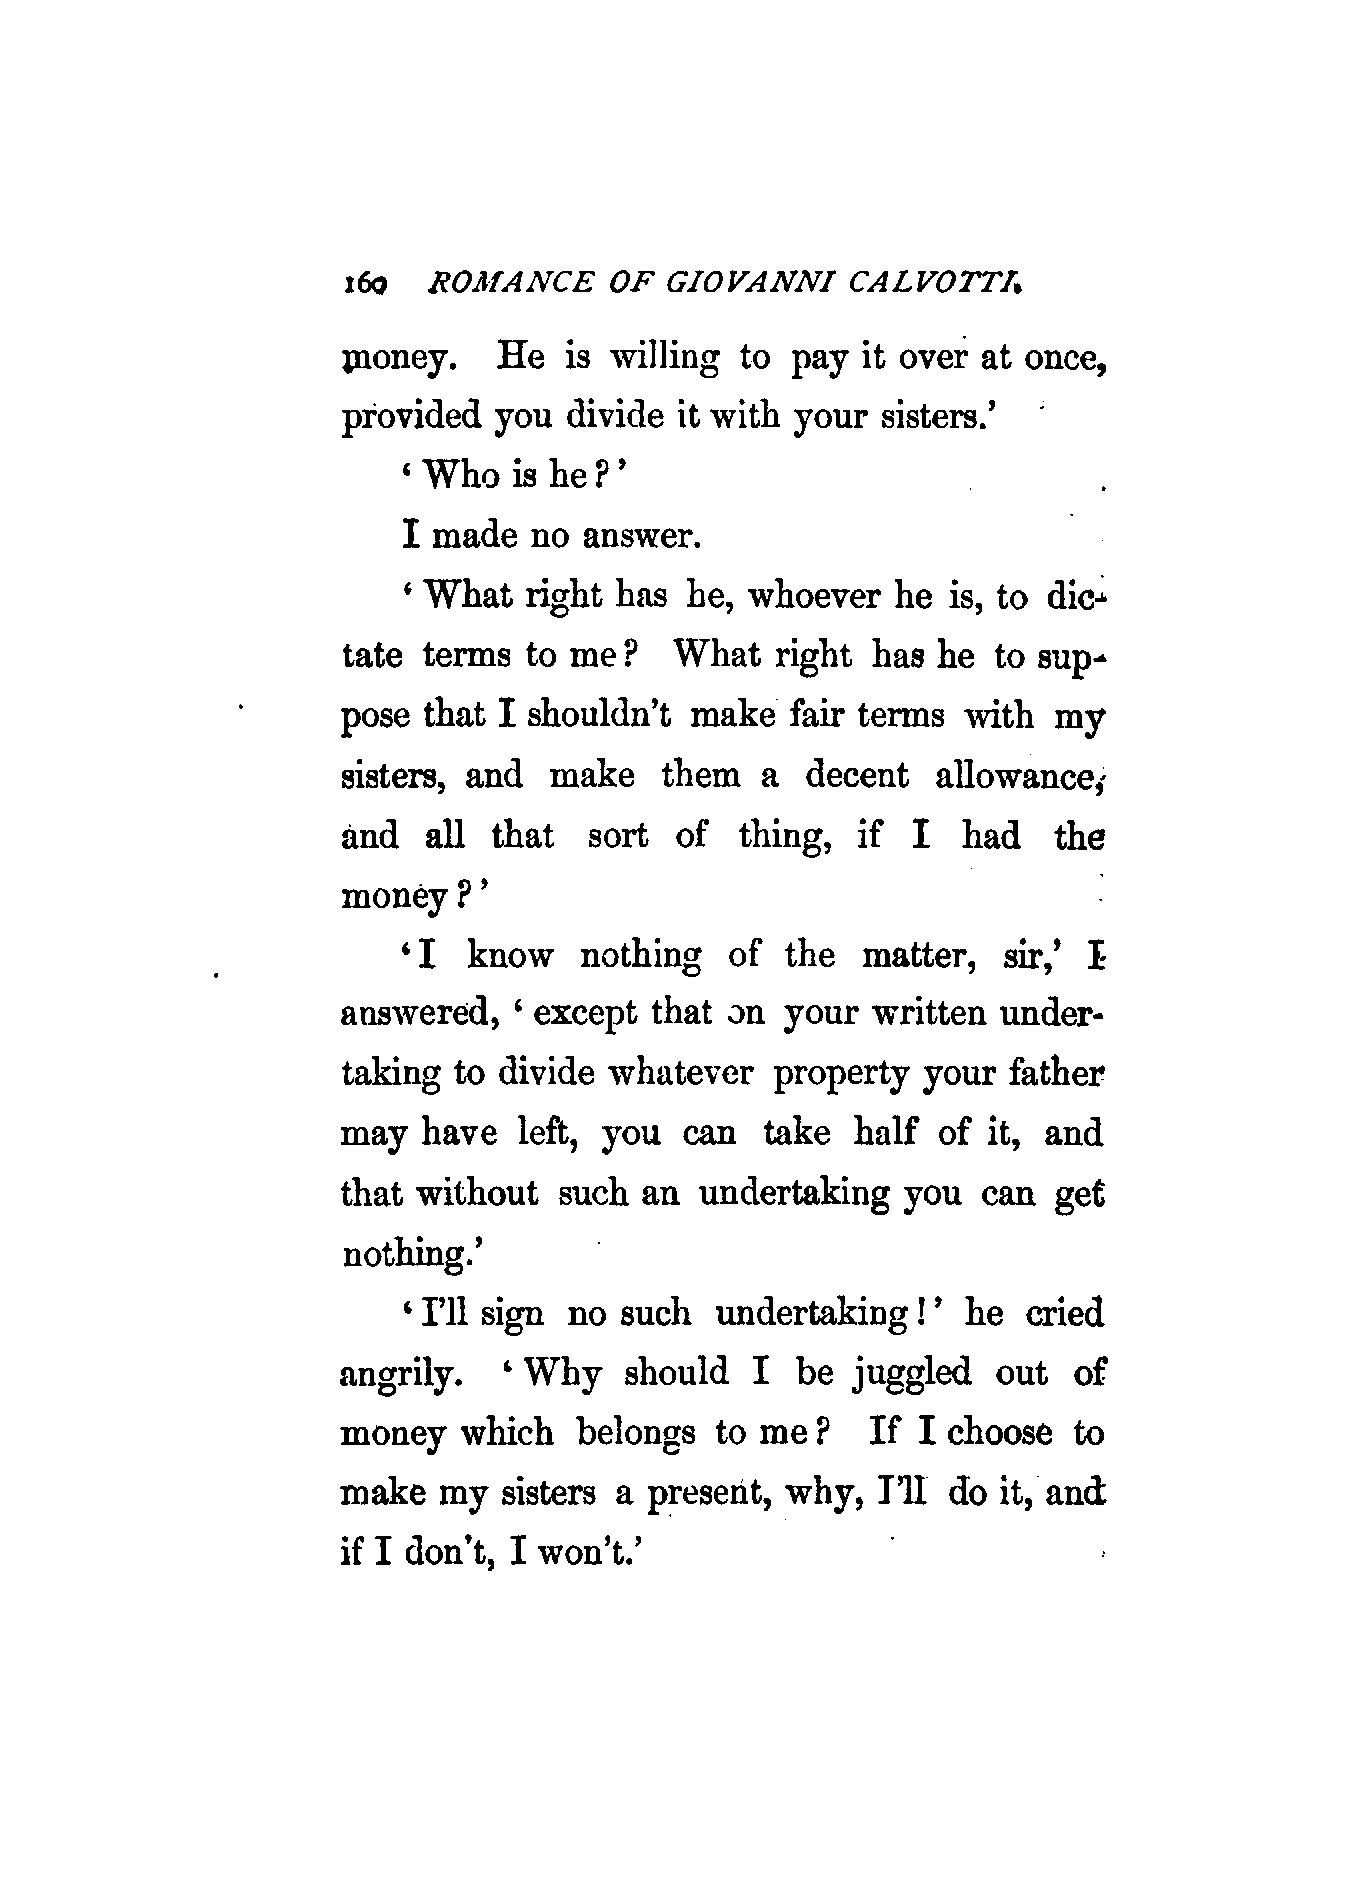 160 ROMANCE OF GIOVANNI CALVOTTI.
money. He is willing to pay it over at once,
provided you divide it with your sisters.'
‘Who is he?’
I made no answer.
‘What right has he, whoever he is, to dic-
tate terms to me? What right has he to sup-
pose that I shouldn't make fair terms with my
sisters, and make them a decent allowance,
and all that sort of thing, if I had the
money?’
‘I know nothing of the matter, sir,’ I
answered, ‘except that on your written under-
taking to divide whatever property your father
may have left, you can take half of it, and
that without such an undertaking you can get
nothing.’
‘I'll sign no such undertaking!’ he cried
angrily. ‘Why should I be juggled out of
money which belongs to me? If I choose to
make my sisters a present, why, I'll do it, and
if I don't, I won't.’